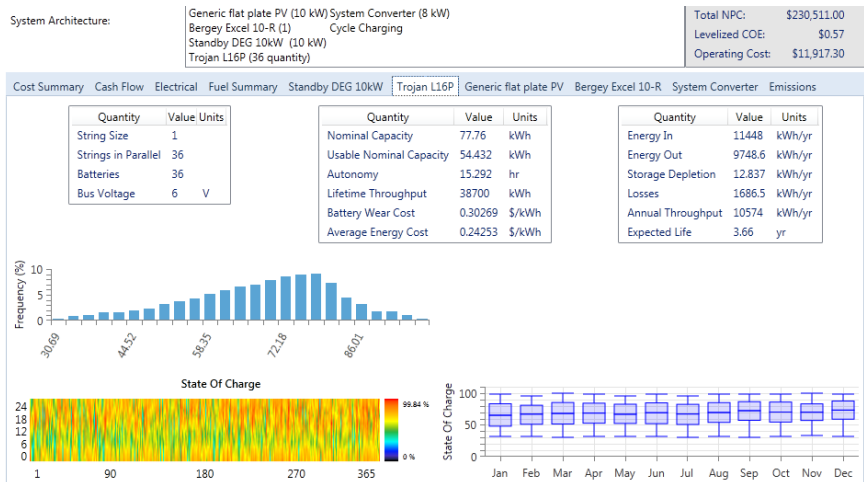 System Architecture:
Generic flat plate PV (10 kW) System Converter (8 kW)
Bergey Excel 10-R (1) Cycle Charging
Standby DEG 10kW (10 kW)
Trojan L16P (36 quantity)
Total NPC: $230,511.00
Levelized COE: $0.57
Operating Cost: $11,917.30
Cost Summary Cash Flow Electrical Fuel Summary Standby DEG 10kW Trojan L16P Generic flat plate PV Bergey Excel 10-R System Converter Emissions
Quantity Value Units
String Size 1
Strings in Parallel 36
Batteries 36
Bus Voltage 6 V
Quantity Value Units
Nominal Capacity 77.76 kWh
Usable Nominal Capacity 54.432 kWh
Autonomy 15.292 hr
Lifetime Throughput 38700 kWh
Battery Wear Cost 0.30269 $/kWh
Average Energy Cost 0.24253 $/kWh
Quantity Value Units
Energy In 11448 kWh/yr
Energy Out 9748.6 kWh/yr
Storage Depletion 12.837 kWh/yr
Losses 1686.5 kWh/yr
Annual Throughput 10574 kWh/yr
Expected Life 3.66 yr
Frequency (%)
10
5
0
30.69 44.52 58.35 72.18 86.01
State Of Charge
24
18
12
6
0
1 90 180 270 365
99.84 %
0 %
State Of Charge
100
50
0
Jan Feb Mar Apr May Jun Jul Aug Sep Oct Nov Dec